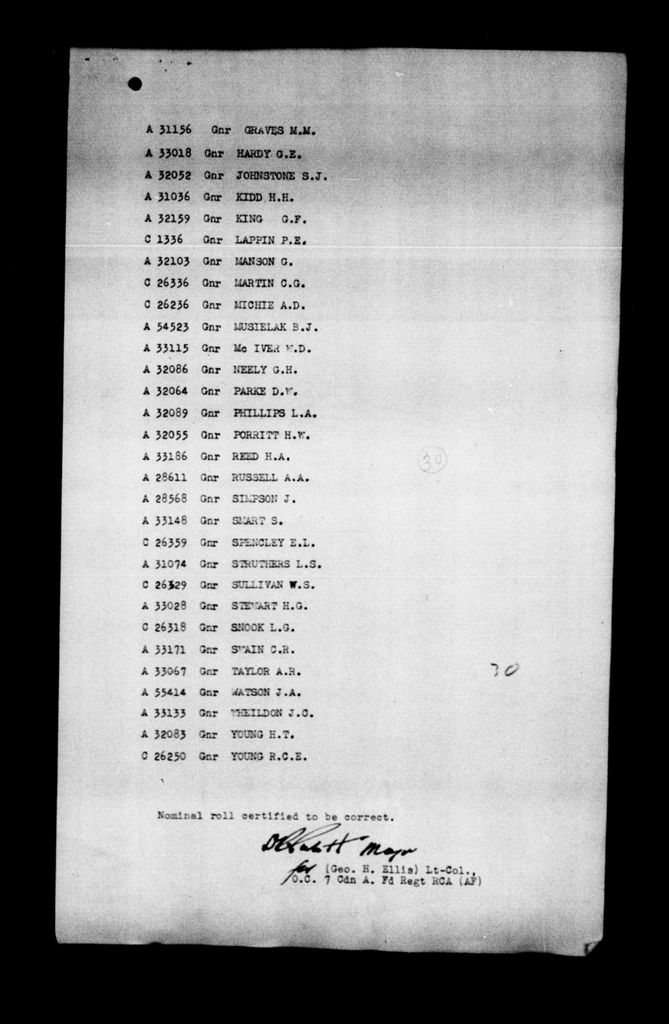 A 31156 Gnr GRAVES M.M.
A 33018 Gnr HARDY G.E.
A 32052 Gnr JOHNSTONE S.J.
A 31036 Gnr KIDD H.H.
A 32159 Gnr KING G.F.
C 1336 Gnr LAPPIN P.E.
A 32103 Gnr MANSON G.
C 26336 Gnr MARTIN C.G.
C 26236 Gnr MICHIE A.D.
A 54523 Gnr MUSIELAK B.J.
A 33115 Gnr Mc IVER W.D.
A 32086 Gnr NEELY G.H.
A 32064 Gnr PARKE D.W.
A 32089 Gnr PHILLIPS L.A.
A 32055 Gnr PORRITT H.W.
A 33186 Gnr REED H.A.
30
A 28611 Gnr RUSSELL A.A.
A 28568 Gnr SIMPSON J.
A 33148 Gnr SMART S.
C 26359 Gnr SPENCLEY E.L.
A 31074 Gnr STRUTHERS L.S.
C 26329 Gnr SULLIVAN W.S.
A 33028 Gnr STEWART H.G.
C 26318 Gnr SNOOK L.G.
A 33171 Gnr SWAIN C.R.
A 33067 Gnr TAYLOR A.R.
30
A 55414 Gnr WATSON J.A.
A 33133 Gnr WHEILDON J.C.
A 32083 Gnr YOUNG H.T.
C 26250 Gnr YOUNG R.C.E.
Nominal roll certified to be correct.
Major
for (Geo. H. Ellis) Lt-Col.,
O.C. 7 Cdn A. Fd Regt RCA (AF)